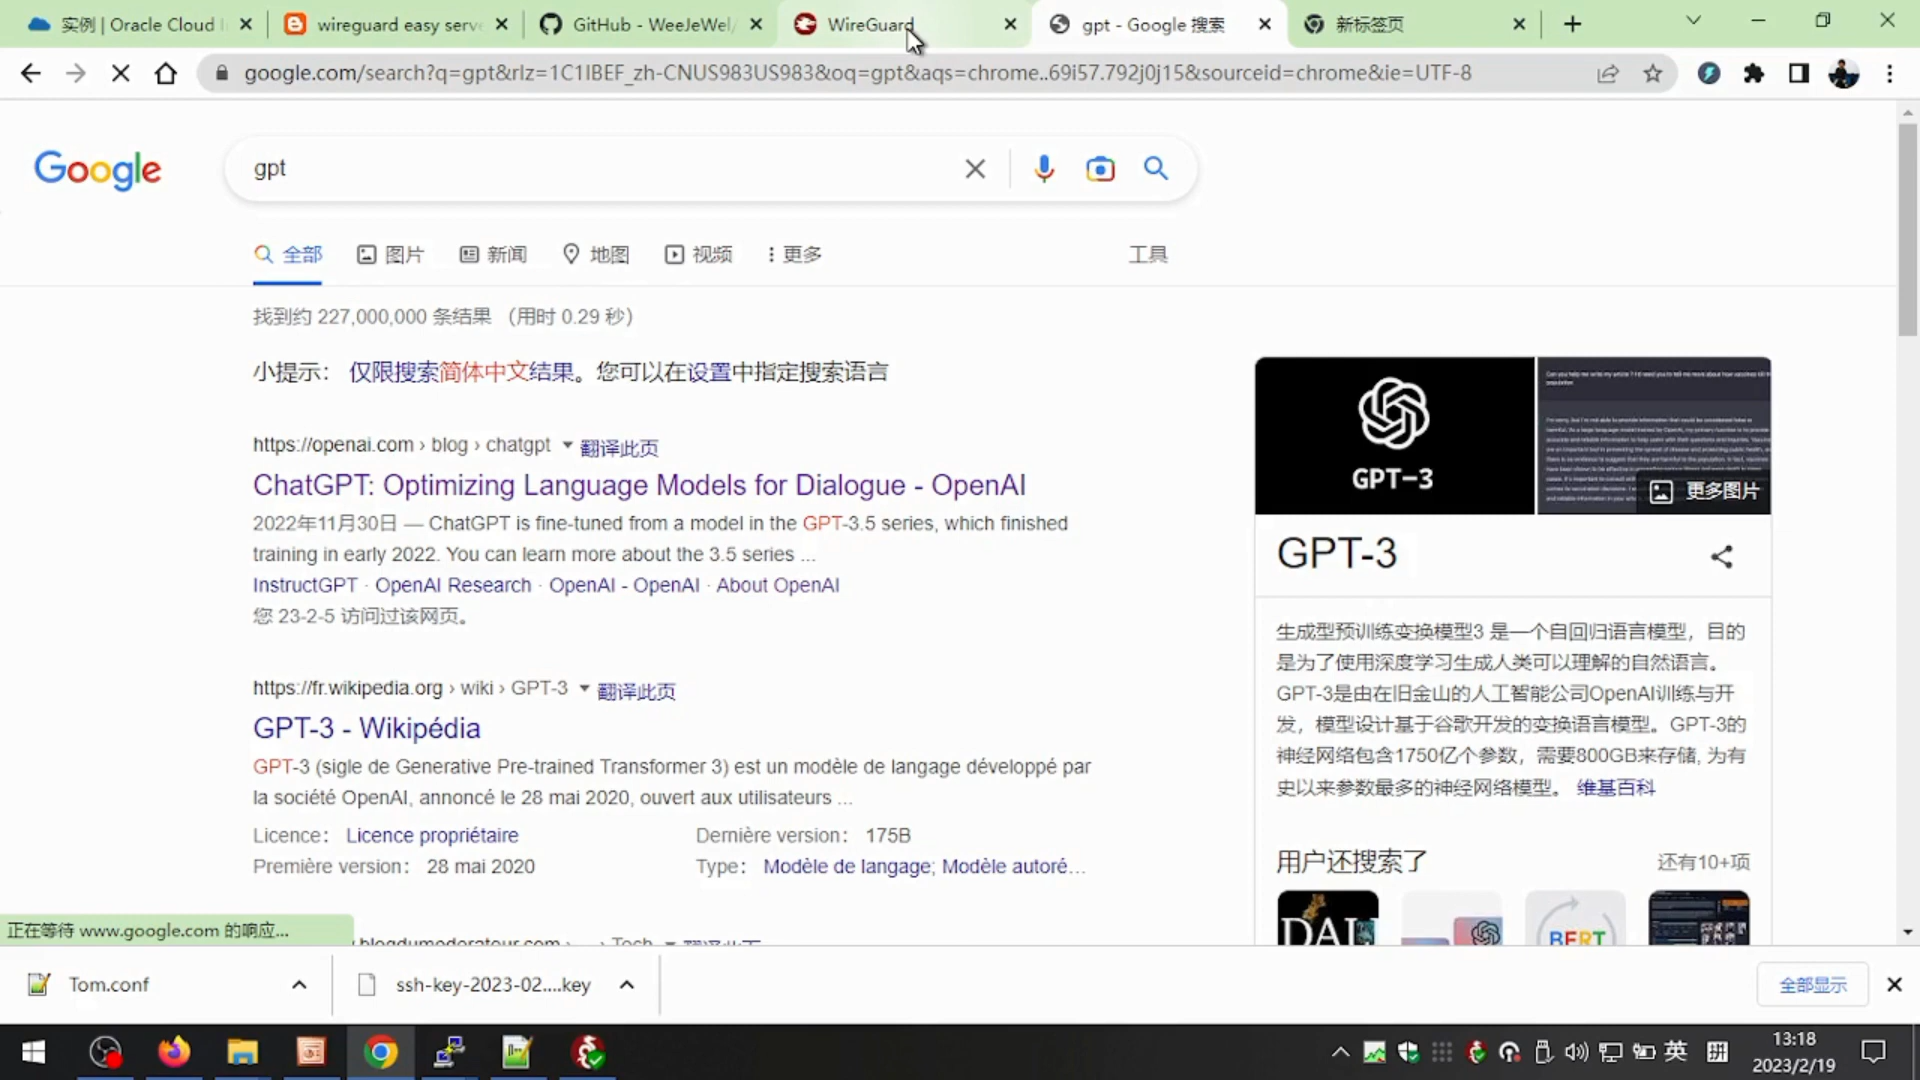 实例 | Oracle Cloud I
wireguard easy serve
GitHub - WeeJeWel/
WireGuard
gpt - Google 搜索
新标签页
google.com/search?q=gpt&rlz=1C1IBEF_zh-CNUS983US983&oq=gpt&aqs=chrome..69i57.792j0j15&sourceid=chrome&ie=UTF-8
Google
gpt
全部 图片 新闻 地图 视频 更多 工具
找到约 227,000,000 条结果 （用时 0.29 秒）
小提示： 仅限搜索简体中文结果。您可以在设置中指定搜索语言
https://openai.com › blog › chatgpt 翻译此页
ChatGPT: Optimizing Language Models for Dialogue - OpenAI
2022年11月30日 — ChatGPT is fine-tuned from a model in the GPT-3.5 series, which finished
training in early 2022. You can learn more about the 3.5 series ...
InstructGPT · OpenAI Research · OpenAI - OpenAI · About OpenAI
您 23-2-5 访问过该网页。
https://fr.wikipedia.org › wiki › GPT-3 翻译此页
GPT-3 - Wikipédia
GPT-3 (sigle de Generative Pre-trained Transformer 3) est un modèle de langage développé par
la société OpenAI, annoncé le 28 mai 2020, ouvert aux utilisateurs ...
Licence： Licence propriétaire
Dernière version： 175B
Première version： 28 mai 2020
Type： Modèle de langage; Modèle autoré...
GPT-3
更多图片
GPT-3
生成型预训练变换模型3 是一个自回归语言模型，目的
是为了使用深度学习生成人类可以理解的自然语言。
GPT-3是由在旧金山的人工智能公司OpenAI训练与开
发，模型设计基于谷歌开发的变换语言模型。GPT-3的
神经网络包含1750亿个参数，需要800GB来存储, 为有
史以来参数最多的神经网络模型。 维基百科
用户还搜索了
还有10+项
BERT
正在等待 www.google.com 的响应...
Tom.conf
ssh-key-2023-02....key
全部显示
英
拼
13:18
2023/2/19